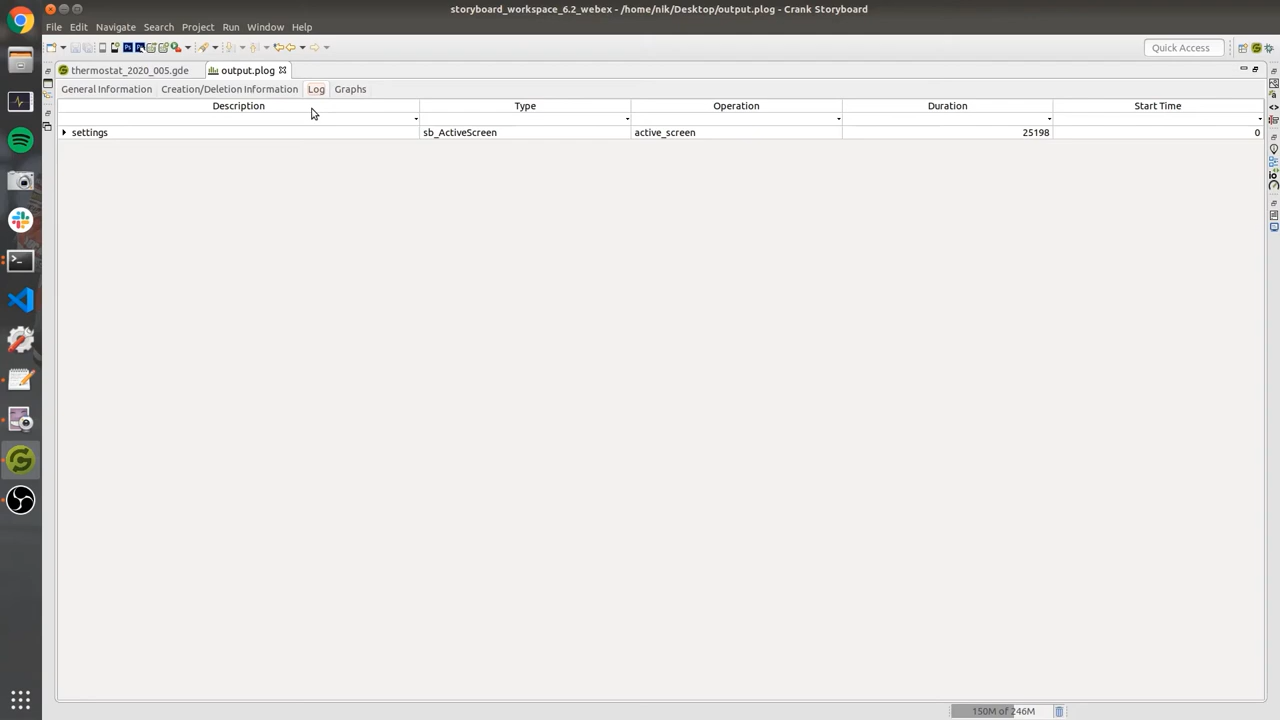 storyboard_workspace_6.2_webex - /home/nik/Desktop/output.plog - Crank Storyboard
File Edit Navigate Search Project Run Window Help
Quick Access
thermostat_2020_005.gde output.plog
General Information Creation/Deletion Information Log Graphs
Description Type Operation Duration Start Time
settings sb_ActiveScreen active_screen 25198 0
150M of 246M